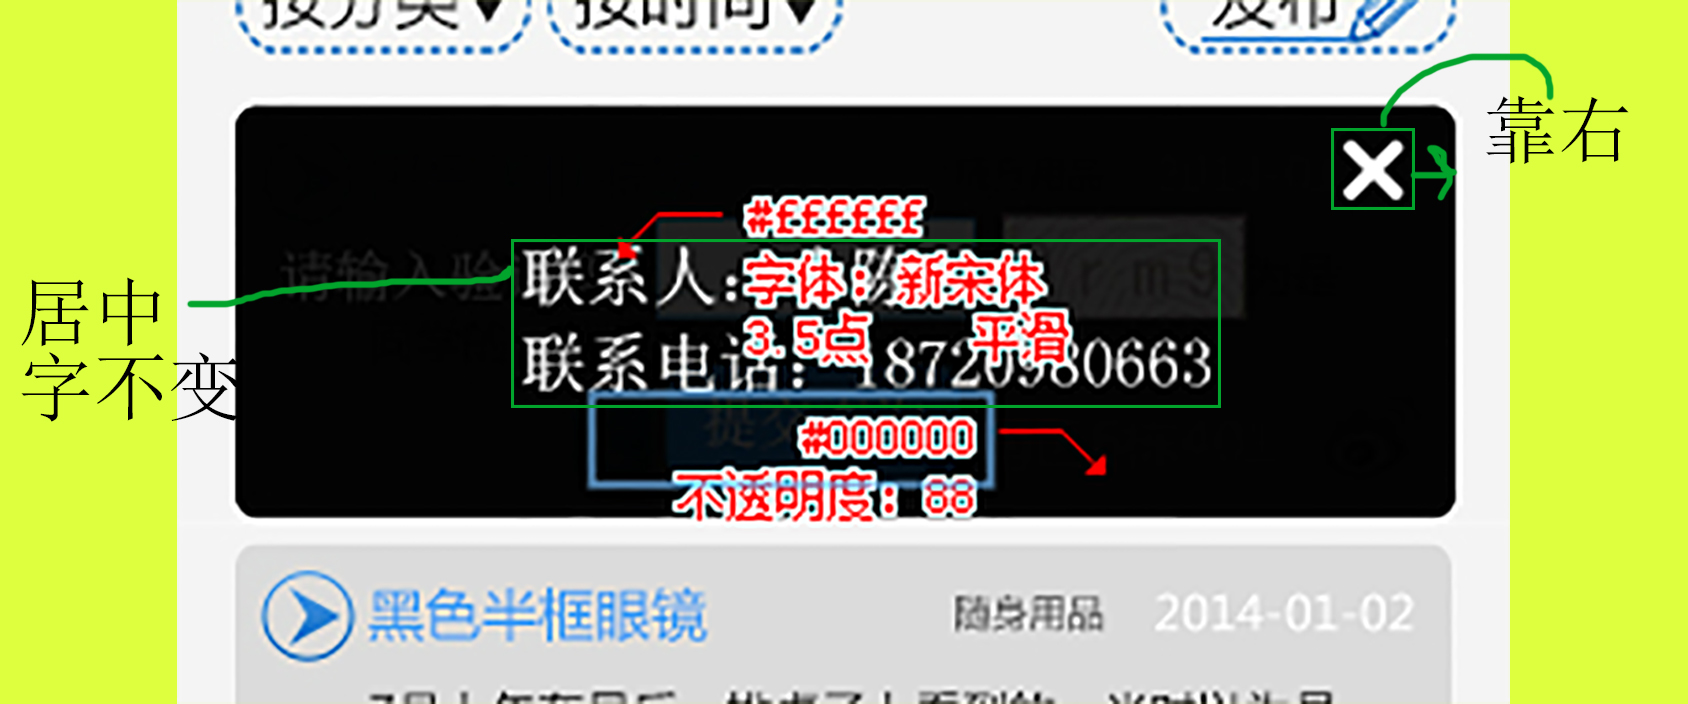 按分类▼ 按时间▼ 发布
靠右
#ffffff
请输入验
rm9
联系人: 陈
字体:新宋体
3.5点 平滑
联系电话: 18720980663
居中
字不变
提交
#000000
不透明度: 88
黑色半框眼镜 随身用品 2014-01-02